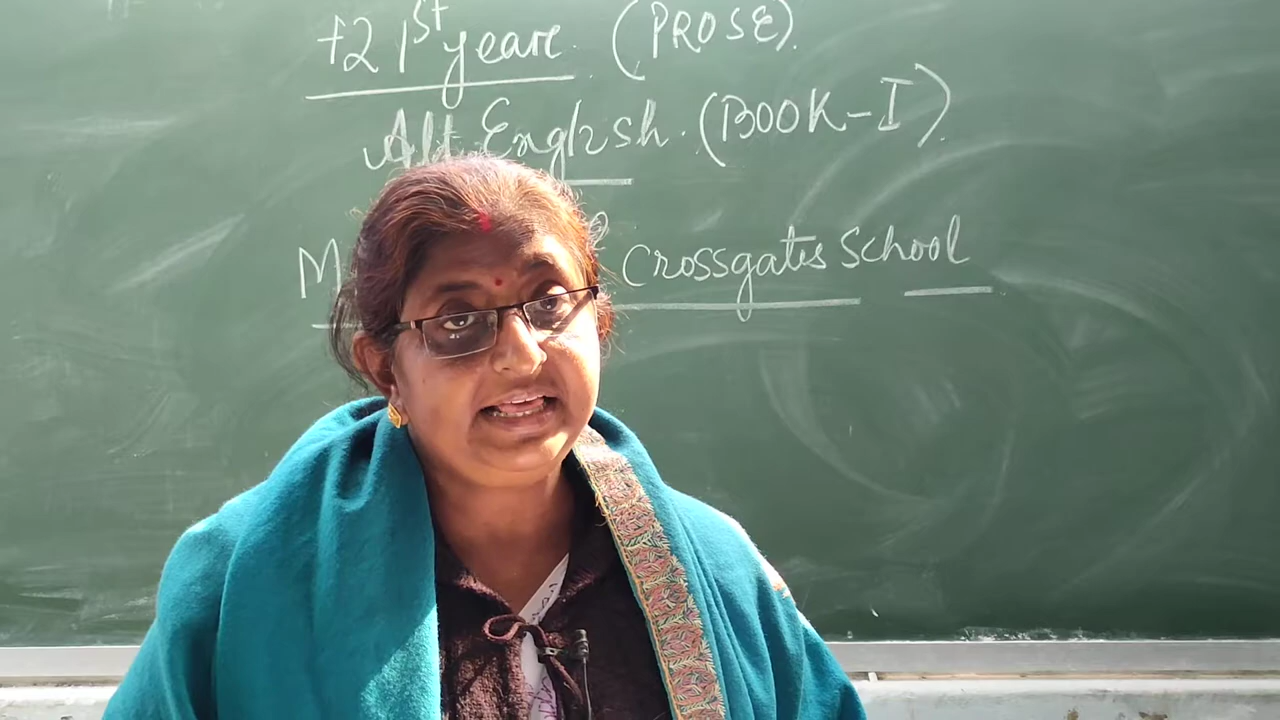 +2 1st year. (PROSE).
Alt. English. (BOOK-I).
M Crossgates School